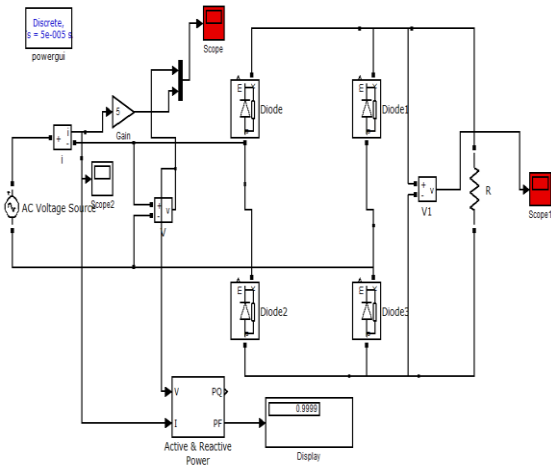 Discrete,
s = 5e-005 s
powergui
Scope
5
Gain
i
+
-
i
Scope2
AC Voltage Source
+
-
v
V
E
Diode
E
Diode1
+
-
v
V1
R
Scope1
E
Diode2
E
Diode3
V
PQ
I
PF
Active & Reactive
Power
0.9999
Display